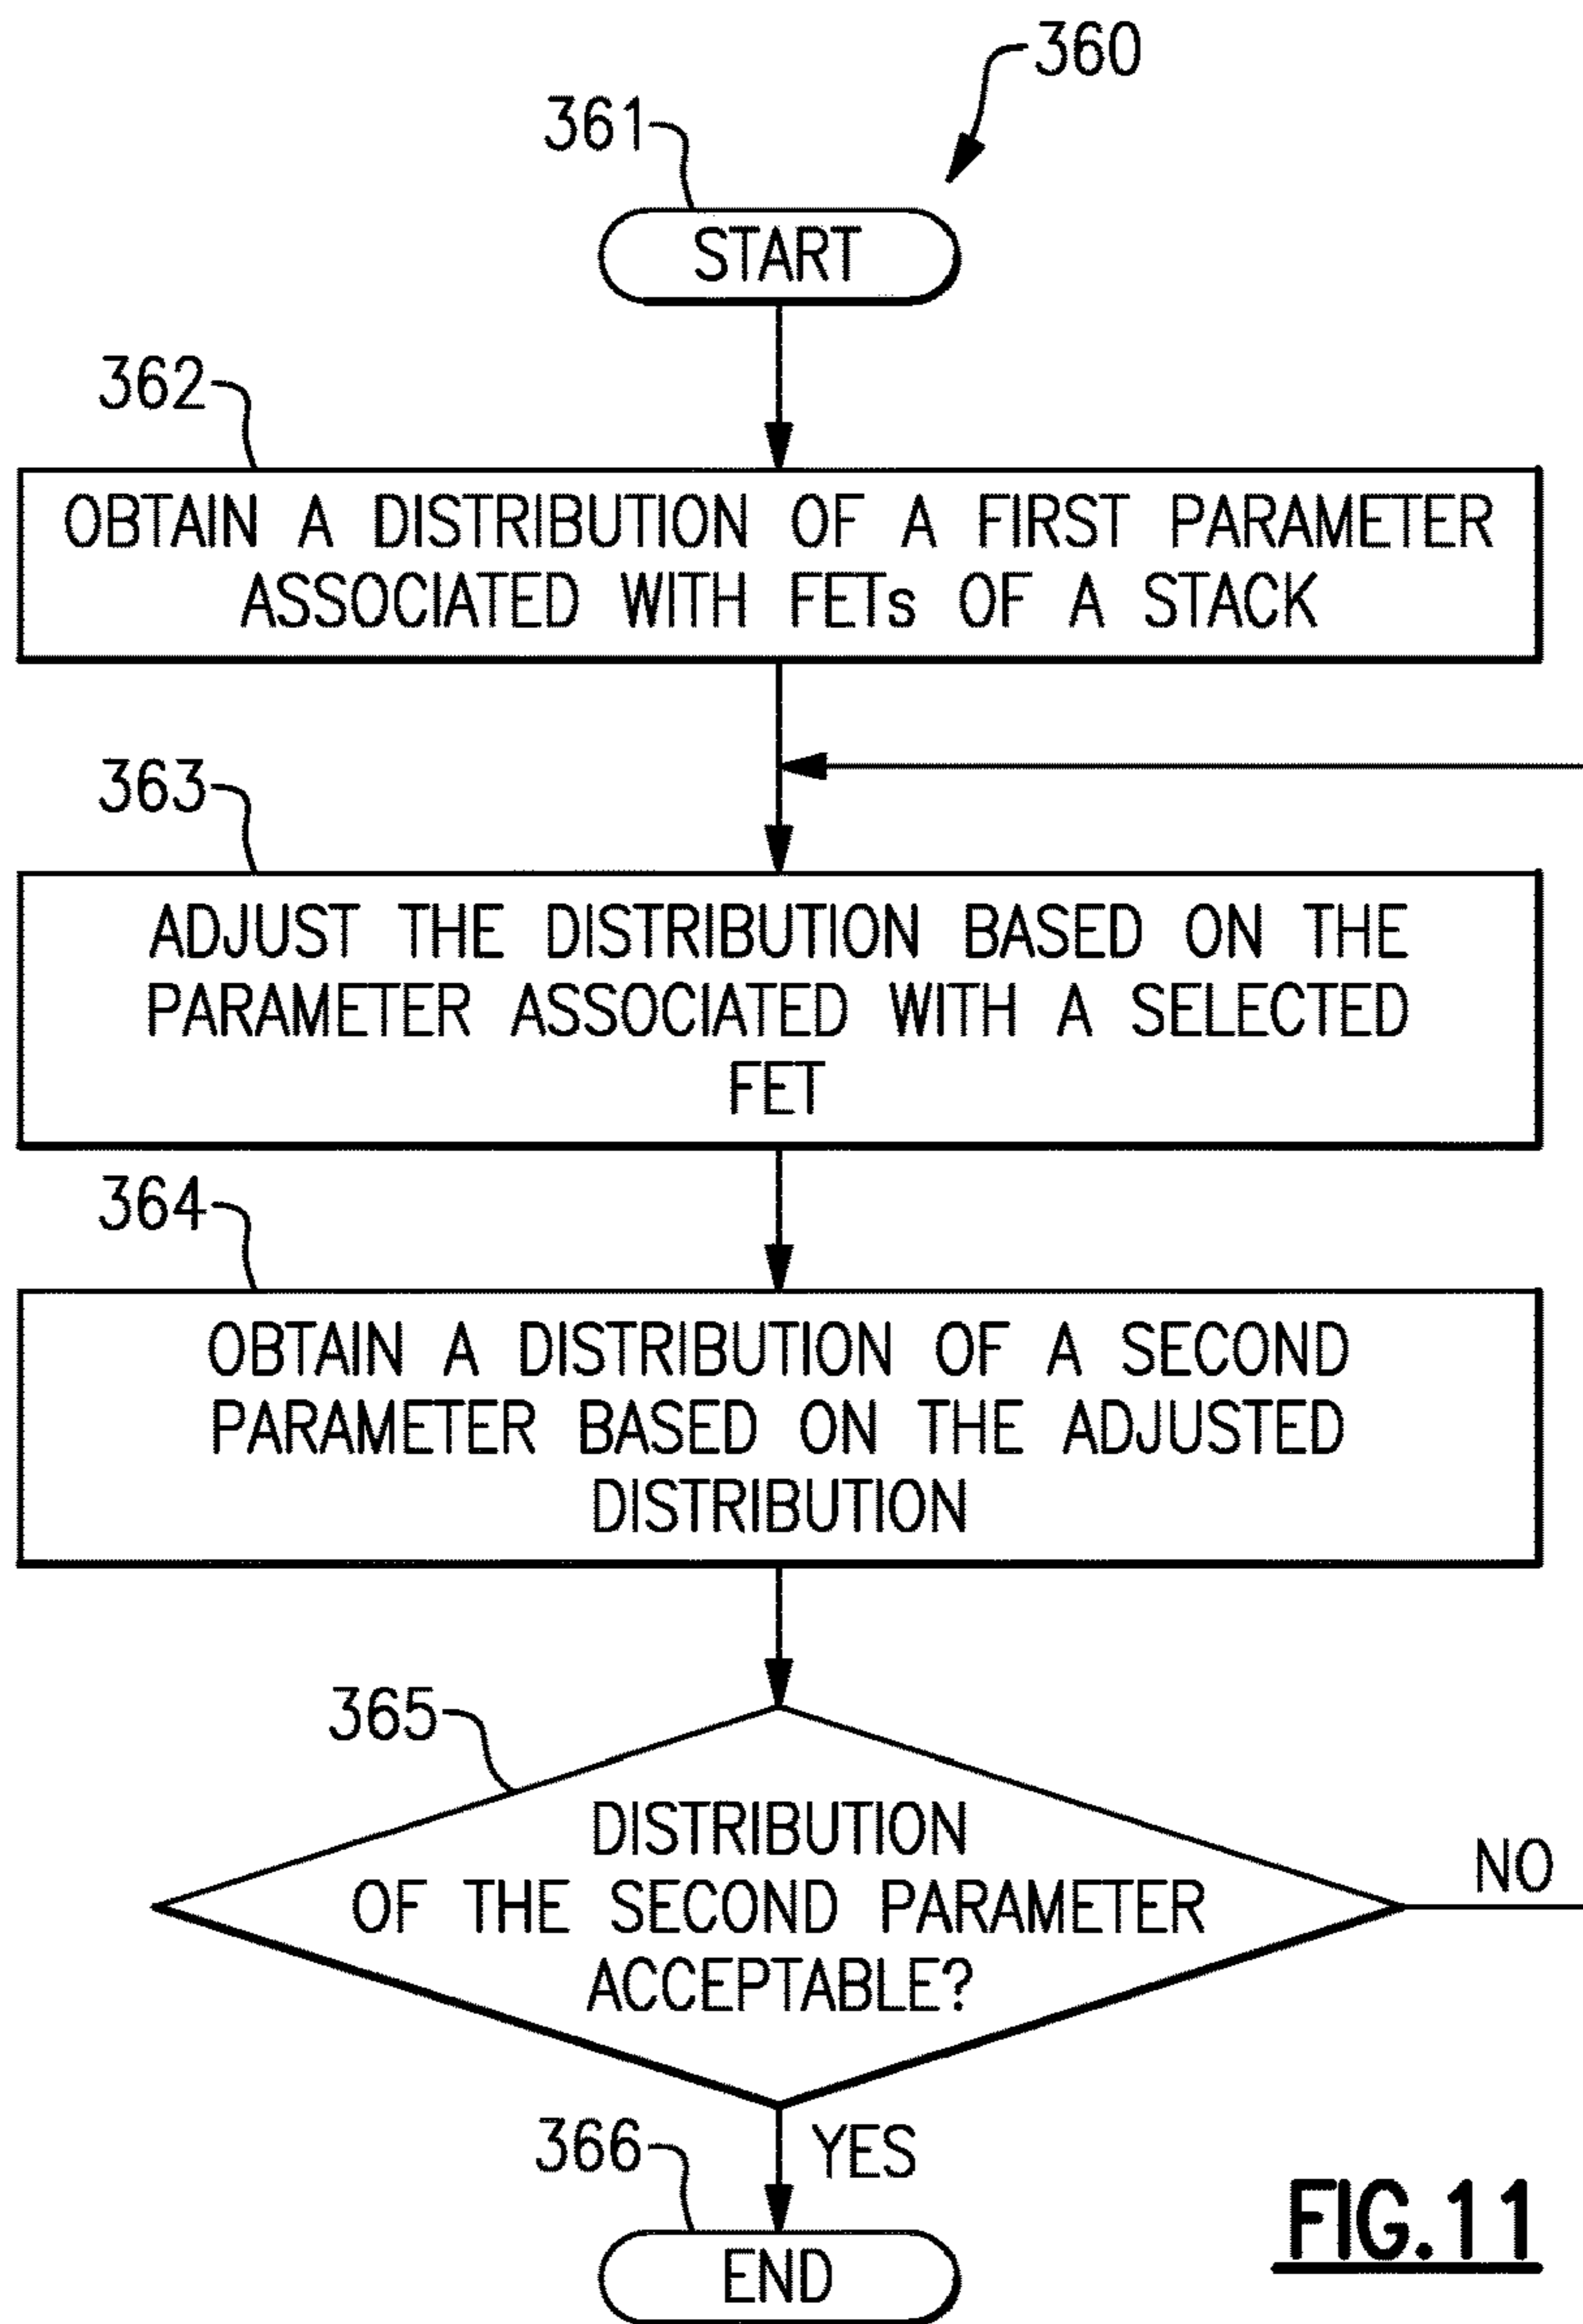 360
361
START
362
OBTAIN A DISTRIBUTION OF A FIRST PARAMETER
ASSOCIATED WITH FETs OF A STACK
363
ADJUST THE DISTRIBUTION BASED ON THE
PARAMETER ASSOCIATED WITH A SELECTED
FET
364
OBTAIN A DISTRIBUTION OF A SECOND
PARAMETER BASED ON THE ADJUSTED
DISTRIBUTION
365
DISTRIBUTION
OF THE SECOND PARAMETER
ACCEPTABLE?
NO
366
YES
END
FIG.11